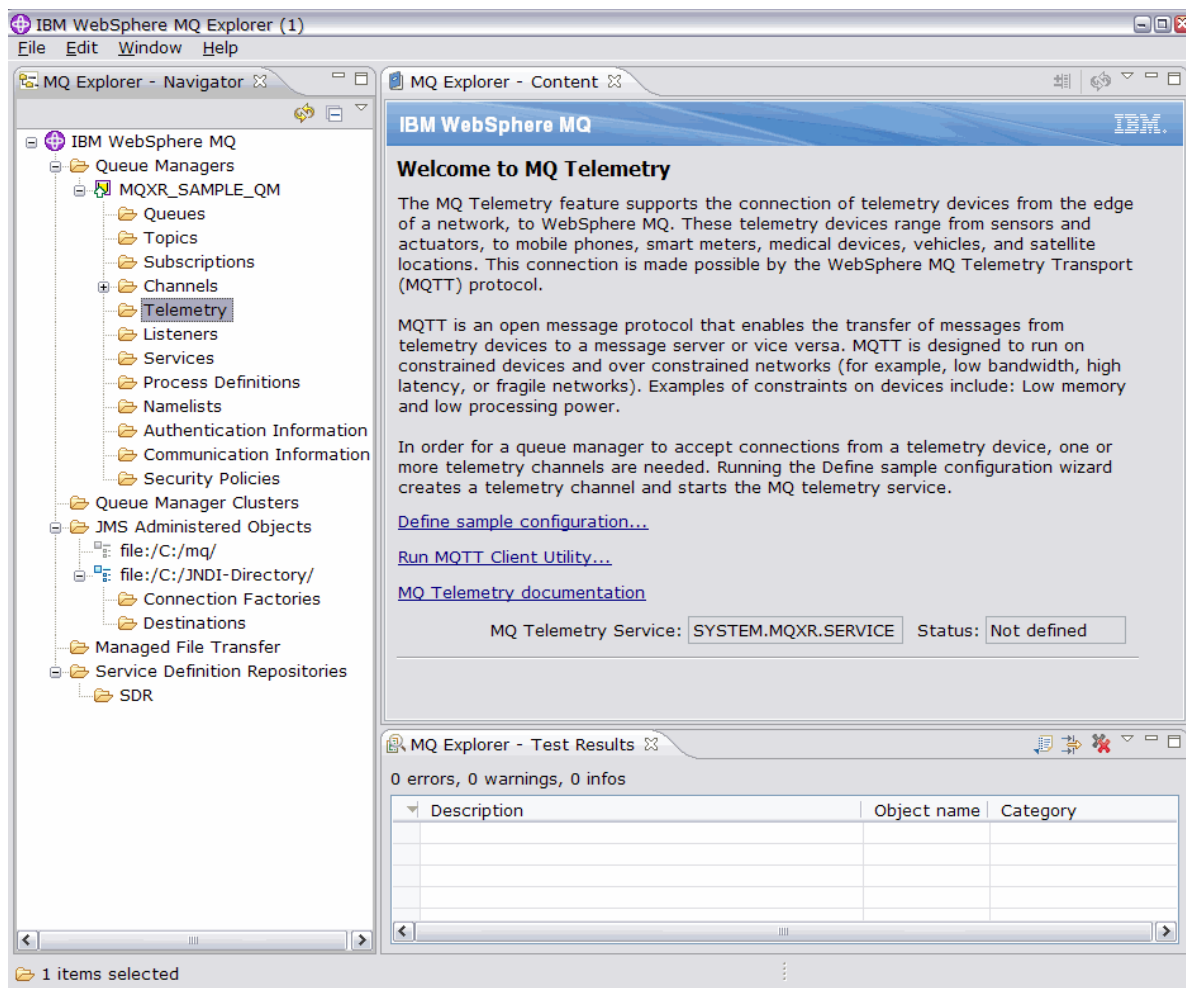 IBM WebSphere MQ Explorer (1)
File Edit Window Help
MQ Explorer - Navigator
IBM WebSphere MQ
Queue Managers
MQXR_SAMPLE_QM
Queues
Topics
Subscriptions
Channels
Telemetry
Listeners
Services
Process Definitions
Namelists
Authentication Information
Communication Information
Security Policies
Queue Manager Clusters
JMS Administered Objects
file:/C:/mq/
file:/C:/JNDI-Directory/
Connection Factories
Destinations
Managed File Transfer
Service Definition Repositories
SDR
MQ Explorer - Content
IBM WebSphere MQ
IBM.
Welcome to MQ Telemetry
The MQ Telemetry feature supports the connection of telemetry devices from the edge
of a network, to WebSphere MQ. These telemetry devices range from sensors and
actuators, to mobile phones, smart meters, medical devices, vehicles, and satellite
locations. This connection is made possible by the WebSphere MQ Telemetry Transport
(MQTT) protocol.
MQTT is an open message protocol that enables the transfer of messages from
telemetry devices to a message server or vice versa. MQTT is designed to run on
constrained devices and over constrained networks (for example, low bandwidth, high
latency, or fragile networks). Examples of constraints on devices include: Low memory
and low processing power.
In order for a queue manager to accept connections from a telemetry device, one or
more telemetry channels are needed. Running the Define sample configuration wizard
creates a telemetry channel and starts the MQ telemetry service.
Define sample configuration...
Run MQTT Client Utility...
MQ Telemetry documentation
MQ Telemetry Service: SYSTEM.MQXR.SERVICE Status: Not defined
MQ Explorer - Test Results
0 errors, 0 warnings, 0 infos
Description Object name Category
1 items selected